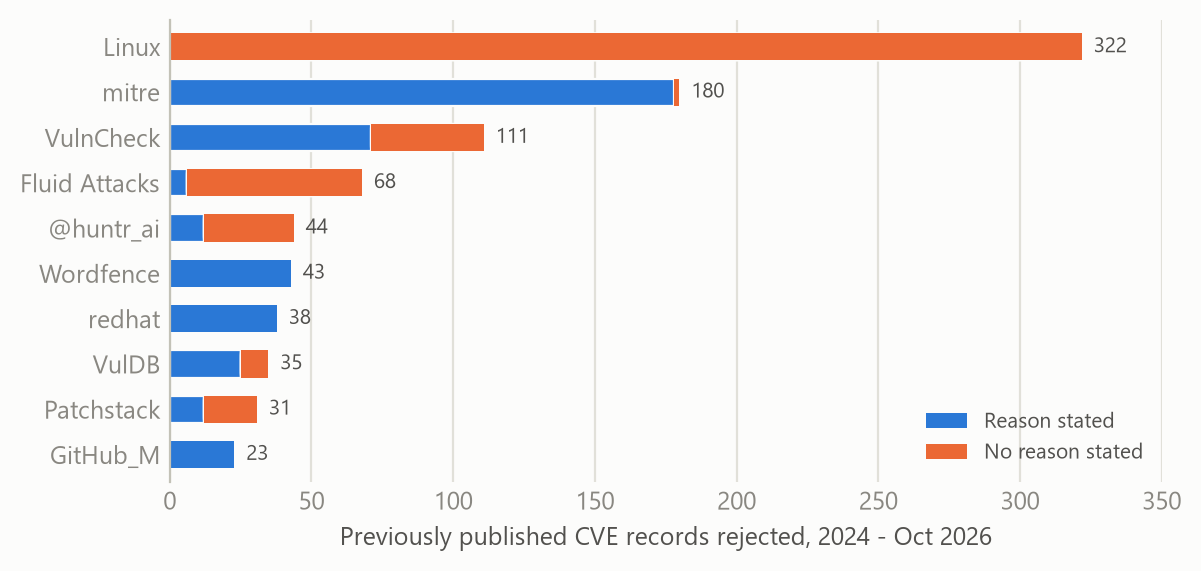 Linux 322
mitre 180
VulnCheck 111
Fluid Attacks 68
@huntr_ai 44
Wordfence 43
redhat 38
VulDB 35
Patchstack 31
GitHub_M 23
Reason stated
No reason stated
0 50 100 150 200 250 300 350
Previously published CVE records rejected, 2024 - Oct 2026